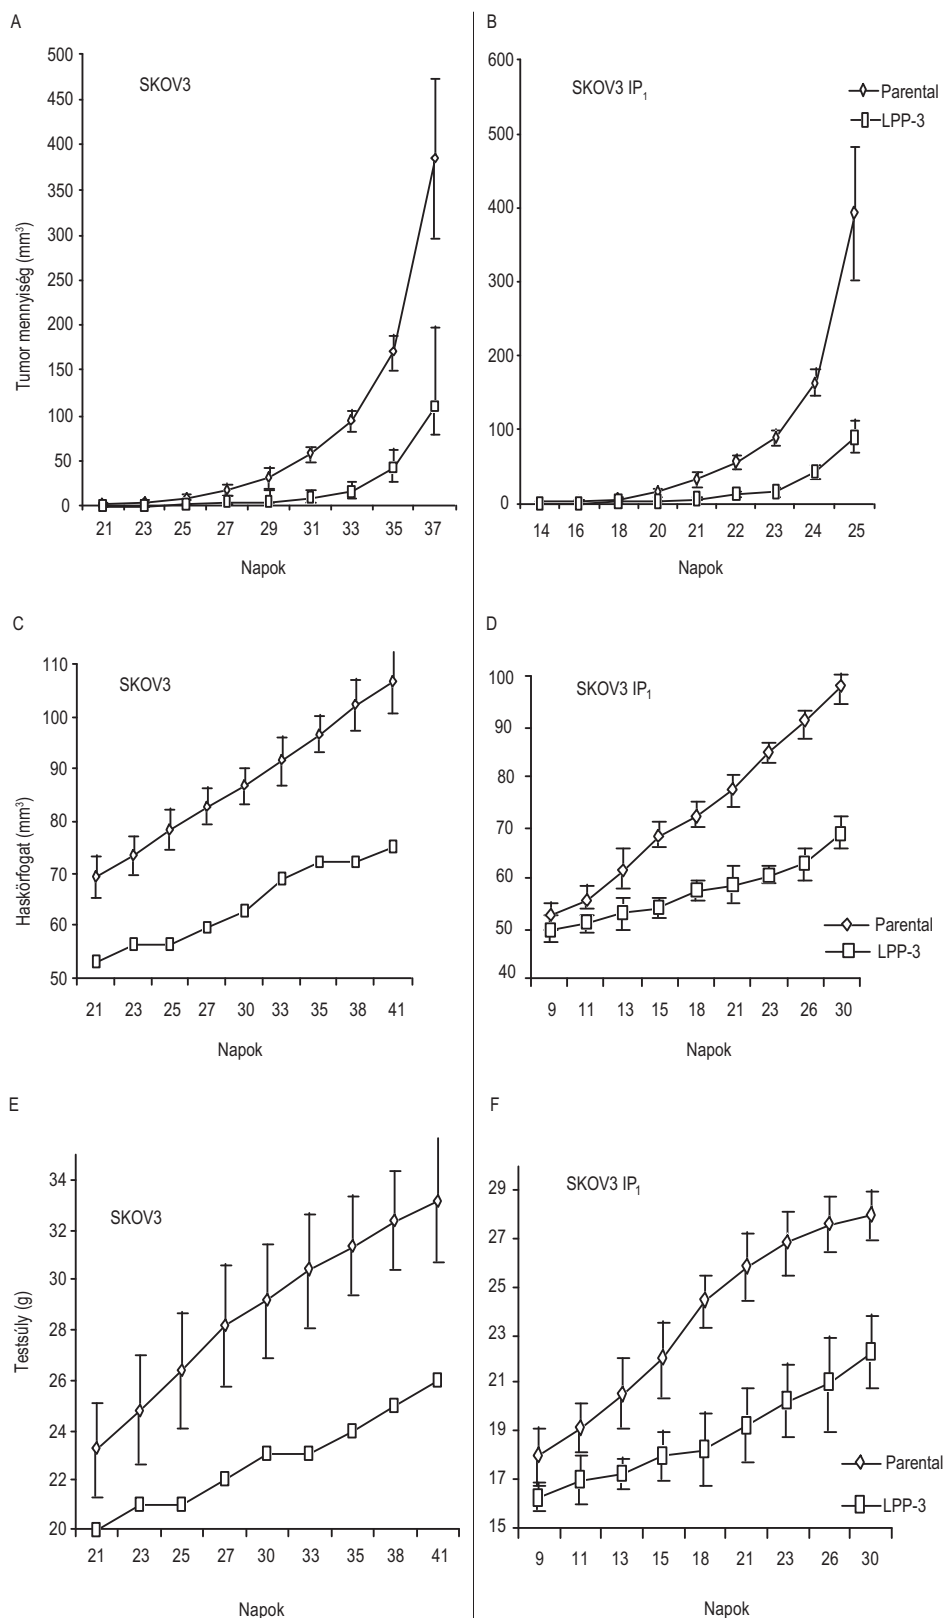 A
500
450
400
350
300
250
200
150
100
50
0
SKOV3
Tumor mennyiség (mm³)
21 23 25 27 29 31 33 35 37
Napok
B
600
500
400
300
200
100
0
SKOV3 IP₁
Parental
LPP-3
14 16 18 20 21 22 23 24 25
Napok
C
110
100
90
80
70
60
50
SKOV3
Haskörfogat (mm³)
21 23 25 27 30 33 35 38 41
Napok
D
100
90
80
70
60
50
40
SKOV3 IP₁
Parental
LPP-3
9 11 13 15 18 21 23 26 30
Napok
E
34
32
30
28
26
24
22
20
SKOV3
Testsúly (g)
21 23 25 27 30 33 35 38 41
Napok
F
29
27
25
23
21
19
17
15
SKOV3 IP₁
Parental
LPP-3
9 11 13 15 18 21 23 26 30
Napok